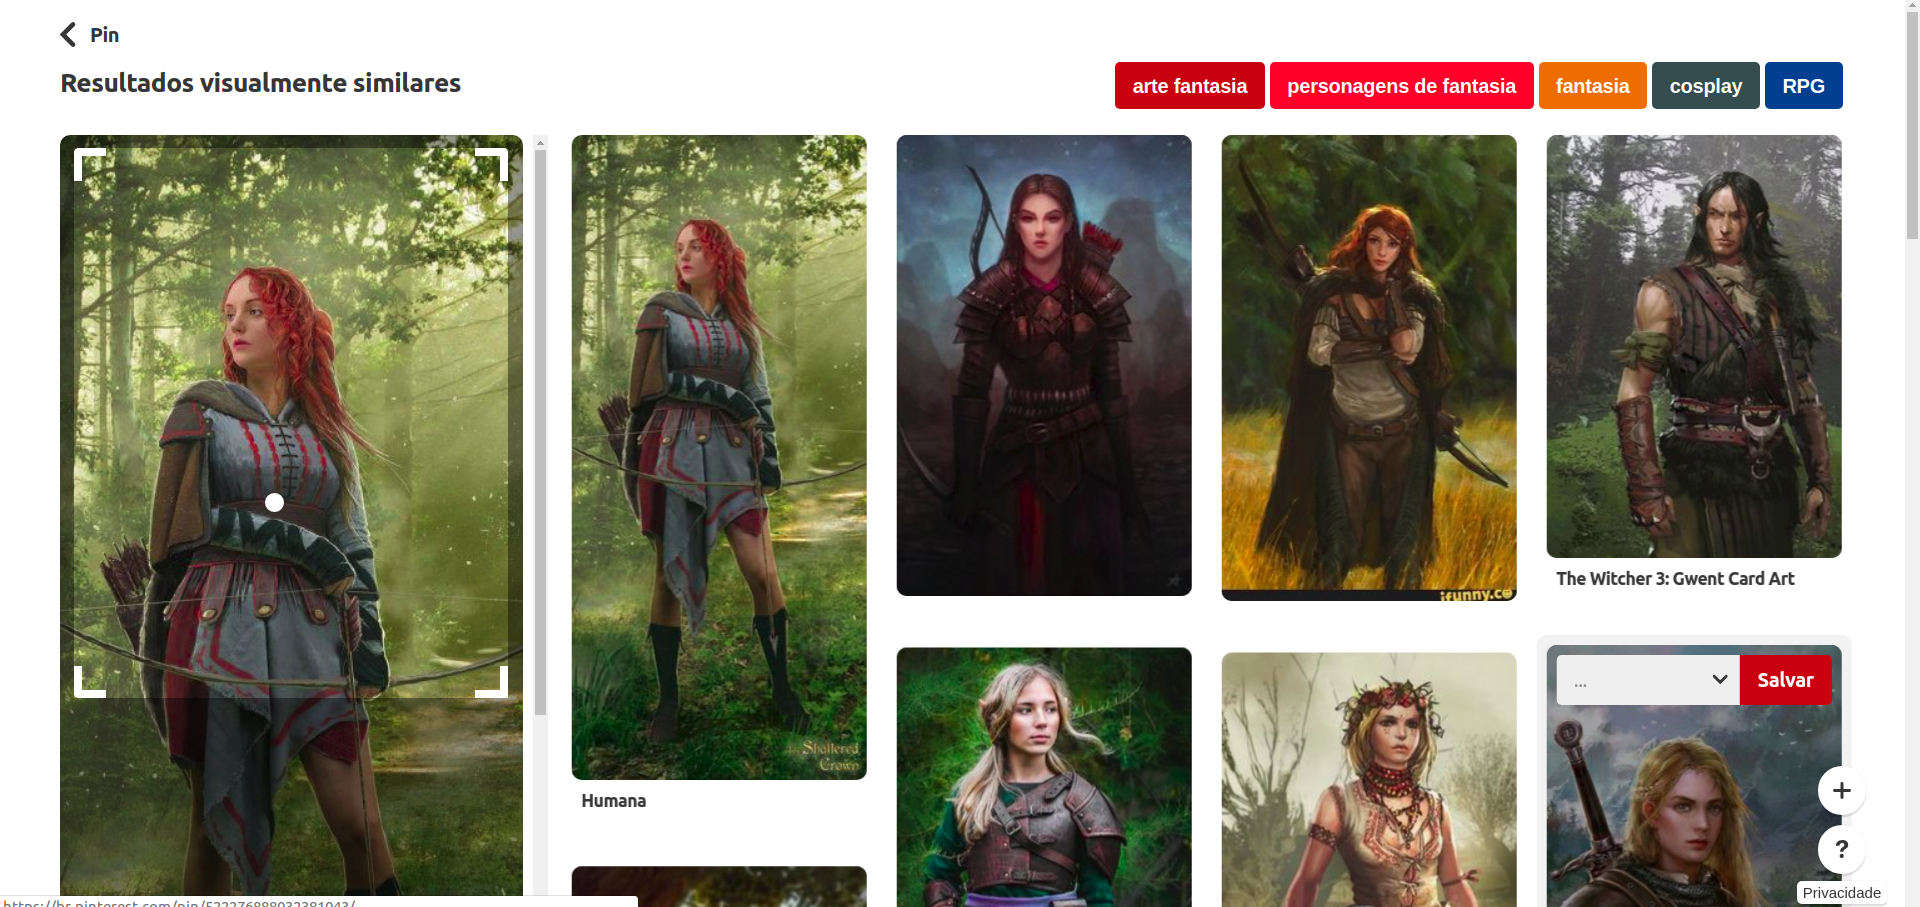 Pin
Resultados visualmente similares
arte fantasia
personagens de fantasia
fantasia
cosplay
RPG
ifunny.co
The Witcher 3: Gwent Card Art
...
Salvar
Shattered
Crown
Humana
+
?
Privacidade
https://br.pinterest.com/pin/522276888032381043/